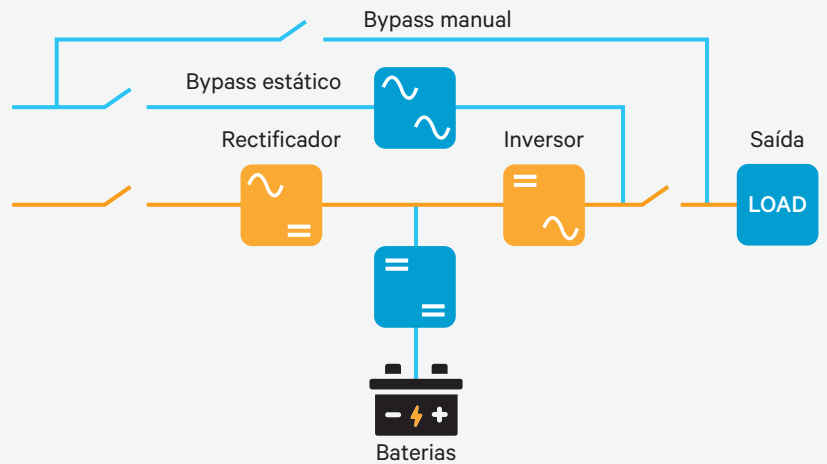 Bypass manual
Bypass estático
Rectificador
Inversor
Saída
LOAD
Baterias